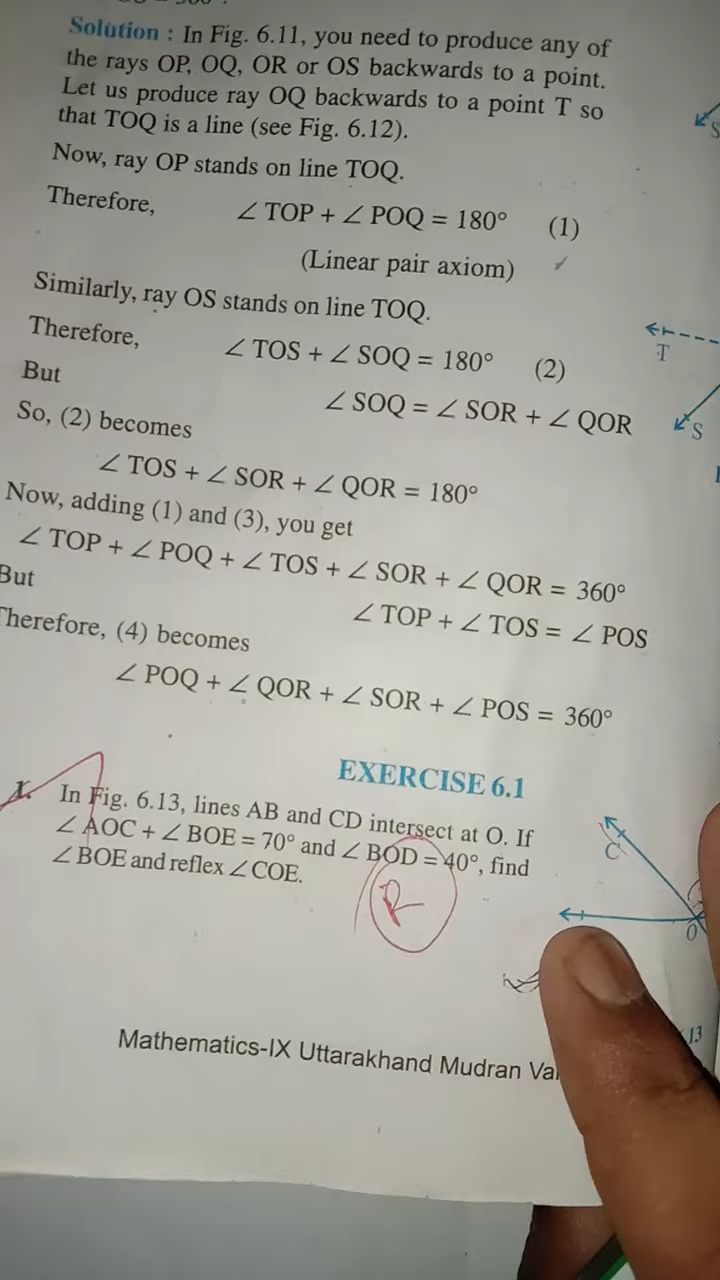 Solution : In Fig. 6.11, you need to produce any of
the rays OP, OQ, OR or OS backwards to a point.
Let us produce ray OQ backwards to a point T so
that TOQ is a line (see Fig. 6.12).
Now, ray OP stands on line TOQ.
Therefore, ∠ TOP + ∠ POQ = 180° (1)
(Linear pair axiom)
Similarly, ray OS stands on line TOQ.
Therefore, ∠ TOS + ∠ SOQ = 180° (2)
But ∠ SOQ = ∠ SOR + ∠ QOR
So, (2) becomes
∠ TOS + ∠ SOR + ∠ QOR = 180°
Now, adding (1) and (3), you get
∠ TOP + ∠ POQ + ∠ TOS + ∠ SOR + ∠ QOR = 360°
But ∠ TOP + ∠ TOS = ∠ POS
Therefore, (4) becomes
∠ POQ + ∠ QOR + ∠ SOR + ∠ POS = 360°
EXERCISE 6.1
1. In Fig. 6.13, lines AB and CD intersect at O. If
∠ AOC + ∠ BOE = 70° and ∠ BOD = 40°, find
∠ BOE and reflex ∠ COE.
R
Mathematics-IX Uttarakhand Mudran
S
T
S
C
O
13